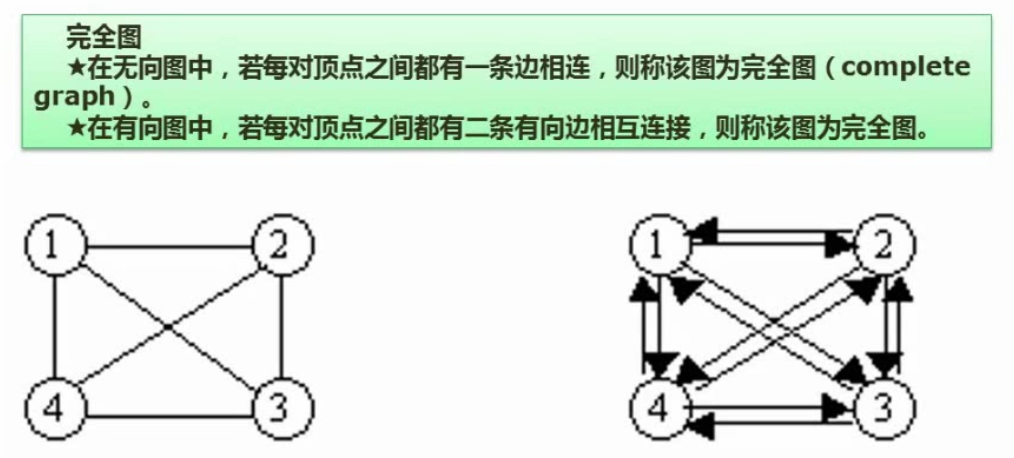 完全图
★在无向图中，若每对顶点之间都有一条边相连，则称该图为完全图（complete
graph）。
★在有向图中，若每对顶点之间都有二条有向边相互连接，则称该图为完全图。
1 2 1 2
4 3 4 3